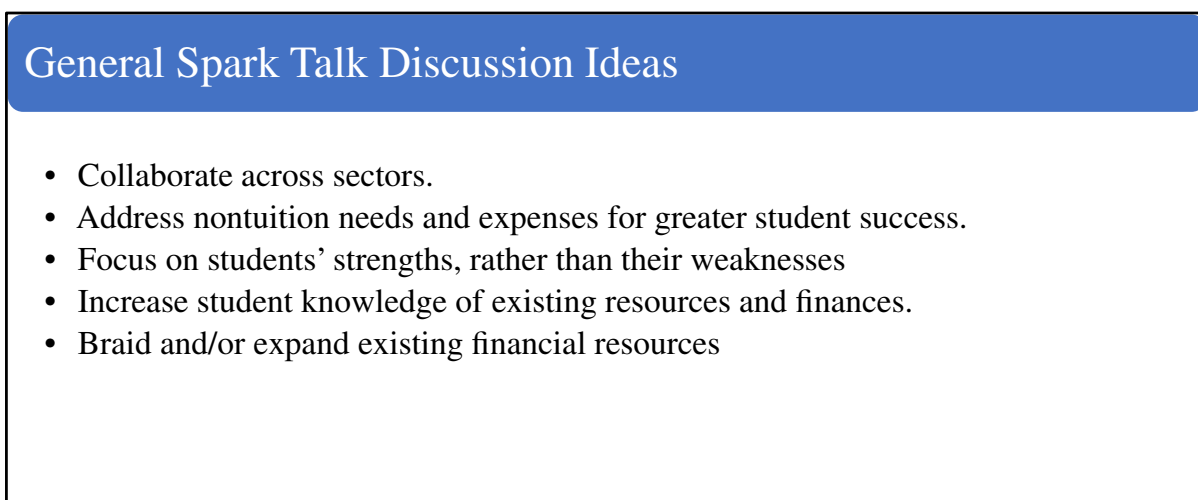 General Spark Talk Discussion Ideas
• Collaborate across sectors.
• Address nontuition needs and expenses for greater student success.
• Focus on students’ strengths, rather than their weaknesses
• Increase student knowledge of existing resources and finances.
• Braid and/or expand existing financial resources